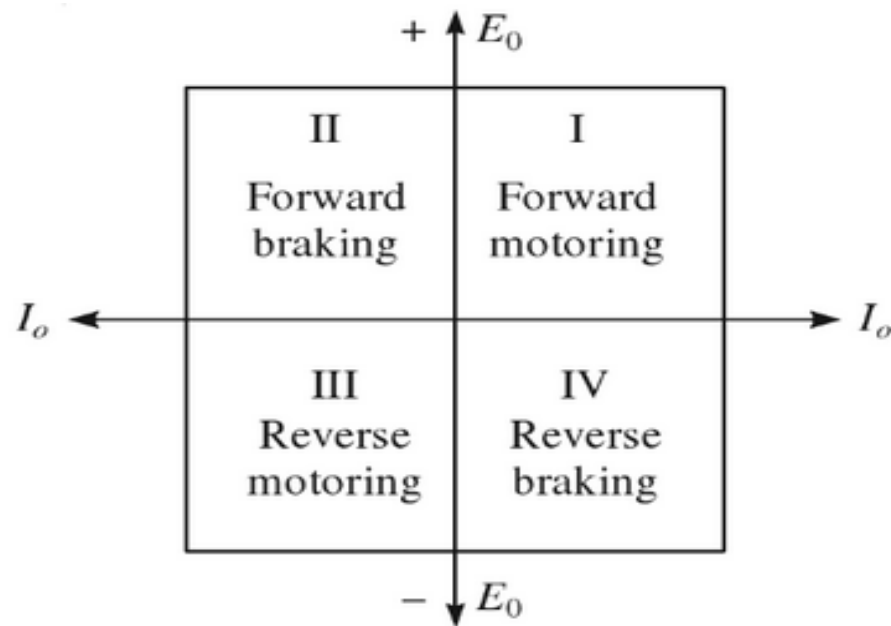 + E₀
II
I
Forward
braking
Forward
motoring
Iₒ
Iₒ
III
Reverse
motoring
IV
Reverse
braking
− E₀